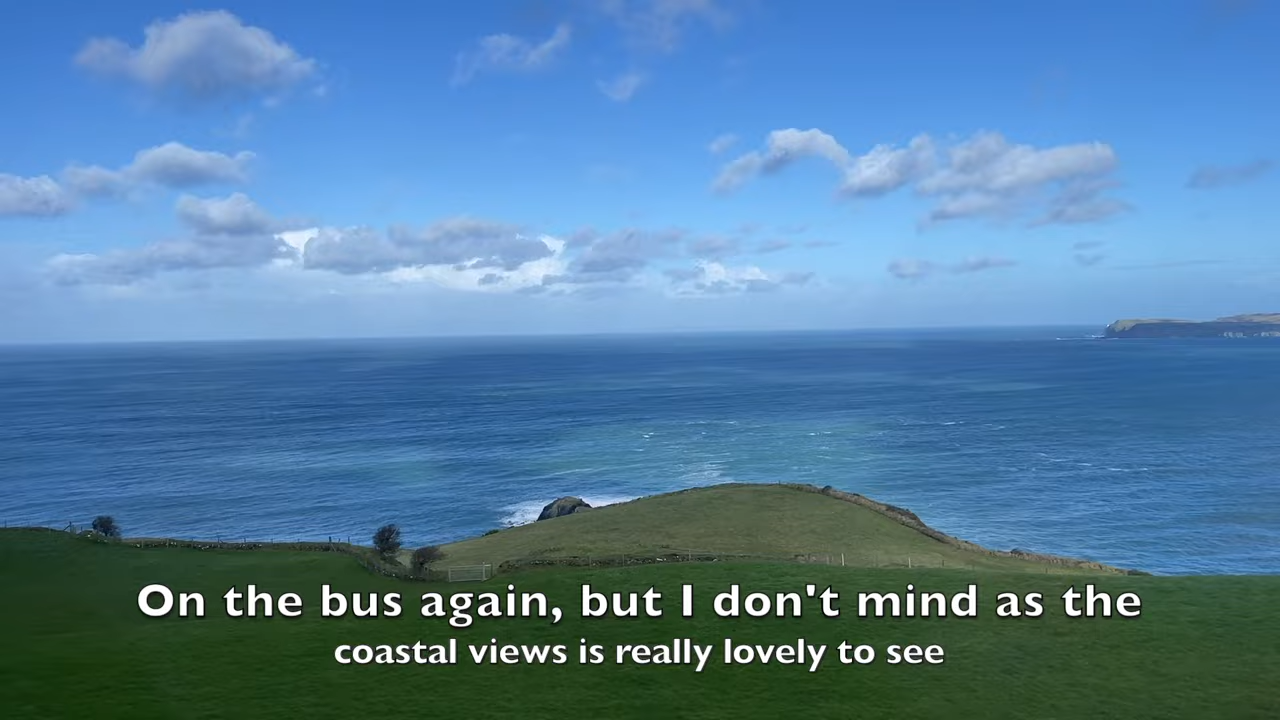 On the bus again, but I don't mind as the
coastal views is really lovely to see